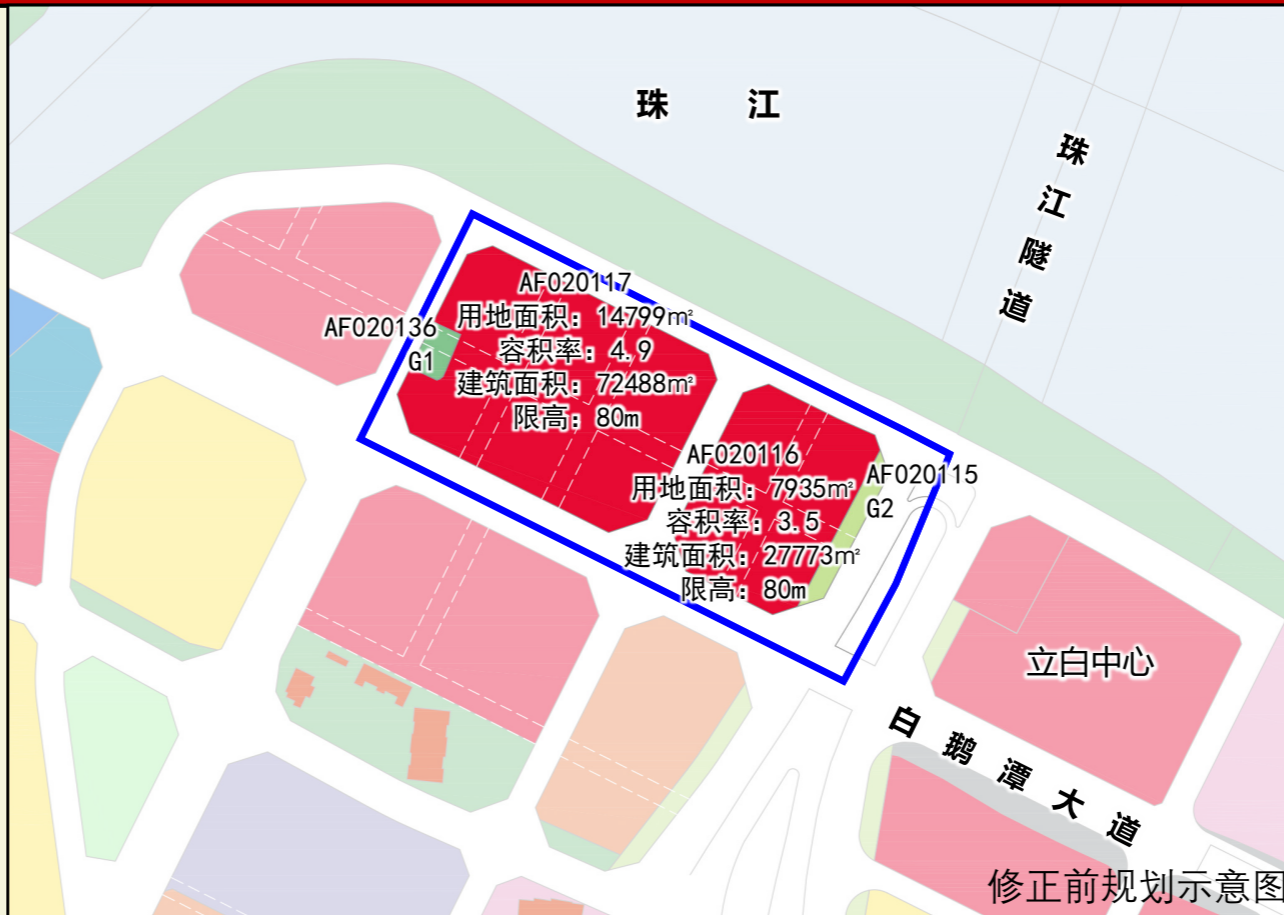 珠 江
珠江隧道
AF020117
用地面积：14799㎡
容积率：4.9
建筑面积：72488㎡
限高：80m
AF020136
G1
AF020116
用地面积：7935㎡
容积率：3.5
建筑面积：27773㎡
限高：80m
AF020115
G2
立白中心
白鹅潭大道
修正前规划示意图